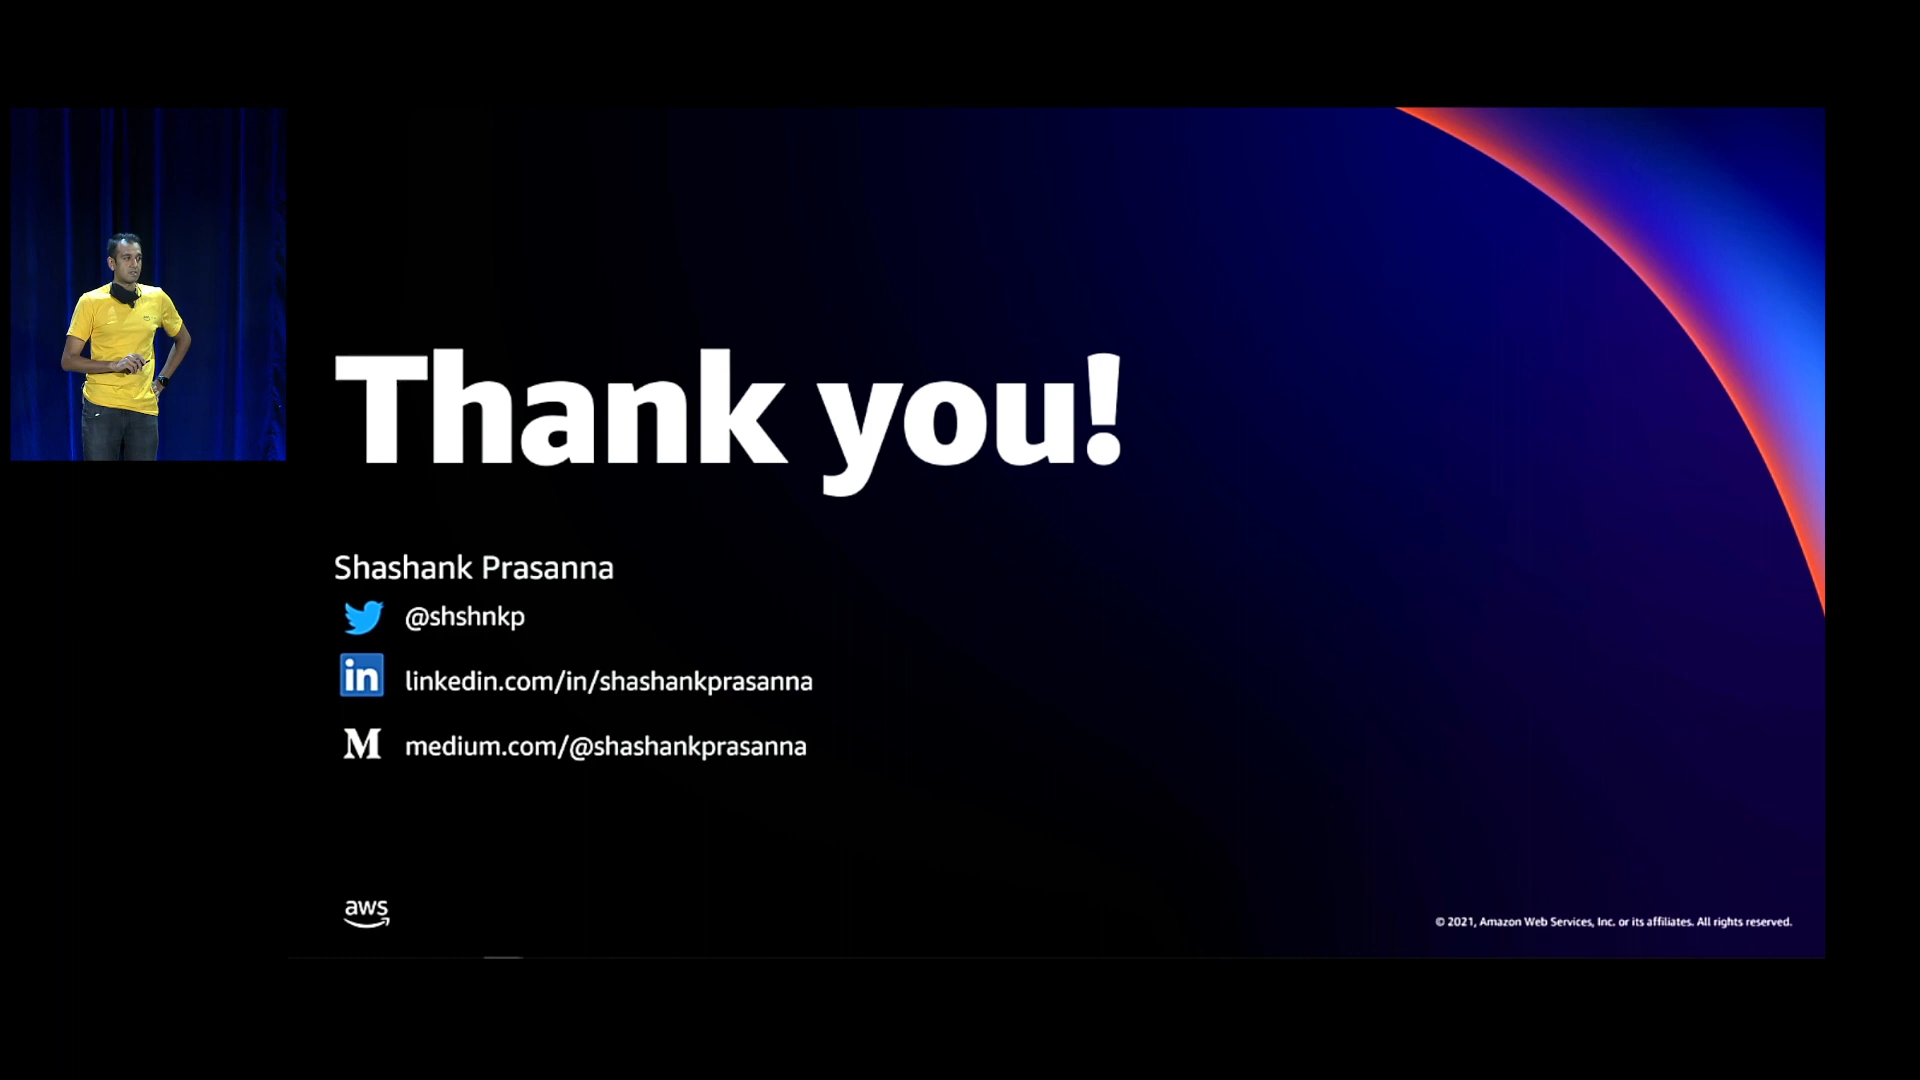 Thank you!
Shashank Prasanna
@shshnkp
in linkedin.com/in/shashankprasanna
M medium.com/@shashankprasanna
aws
© 2021, Amazon Web Services, Inc. or its affiliates. All rights reserved.